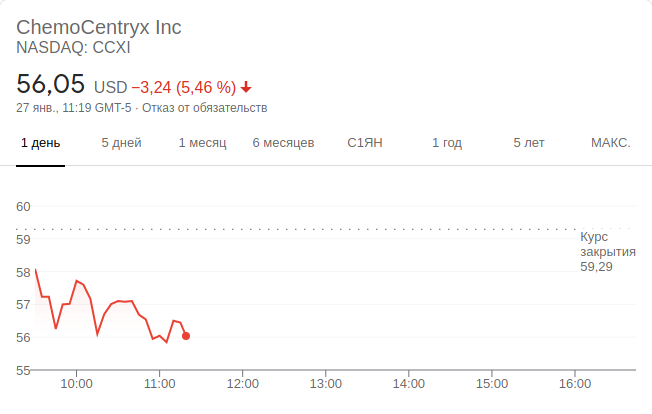 ChemoCentryx Inc
NASDAQ: CCXI
56,05 USD −3,24 (5,46 %)
27 янв., 11:19 GMT-5 · Отказ от обязательств
1 день 5 дней 1 месяц 6 месяцев С1ЯН 1 год 5 лет МАКС.
60
59
58
57
56
55
Курс
закрытия
59,29
10:00 11:00 12:00 13:00 14:00 15:00 16:00